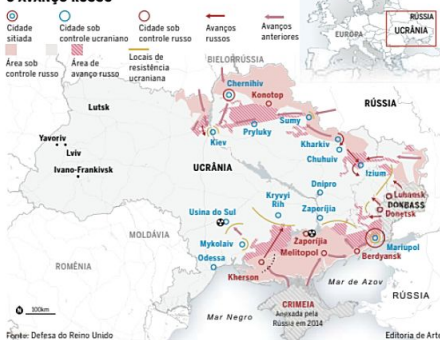 O AVANÇO RUSSO
Cidade
sitiada
Cidade sob
controle ucraniano
Cidade sob
controle russo
Avanços
russos
Avanços
anteriores
Área sob
controle russo
Área de
avanço russo
Locais de
resistência
ucraniana
EUROPA
RÚSSIA
UCRÂNIA
BIELORRÚSSIA
Chernihiv
Konotop
RÚSSIA
Lutsk
Sumy
Pryluky
Yavoriv
Lviv
Kiev
Kharkiv
Chuhuiv
Ivano-Frankivsk
UCRÂNIA
Izium
Dnipro
Luhansk
DONBASS
Donetsk
Kryvyi
Rih
Zaporíjia
Usina do Sul
MOLDÁVIA
Mykolaiv
Zaporíjia
Melitopol
Mariupol
Berdyansk
Odessa
ROMÊNIA
Kherson
Mar de Azov
RÚSSIA
CRIMEIA
Anexada pela
Rússia em 2014
N
100km
Mar Negro
Fonte: Defesa do Reino Unido
Editoria de Arte